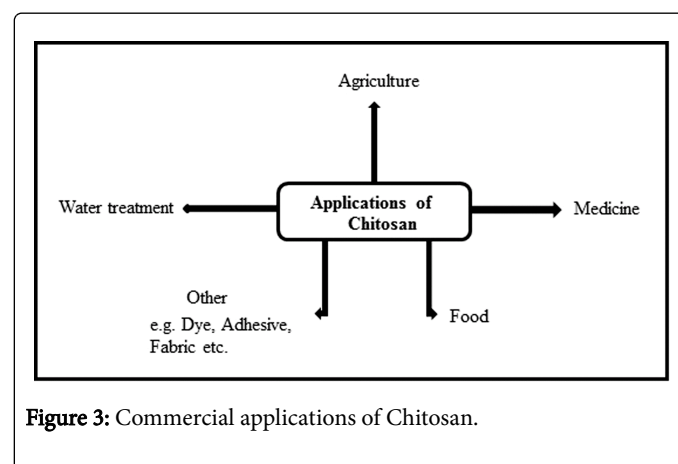 Agriculture
Water treatment
Applications of
Chitosan
Medicine
Other
e.g. Dye, Adhesive,
Fabric etc.
Food
Figure 3: Commercial applications of Chitosan.